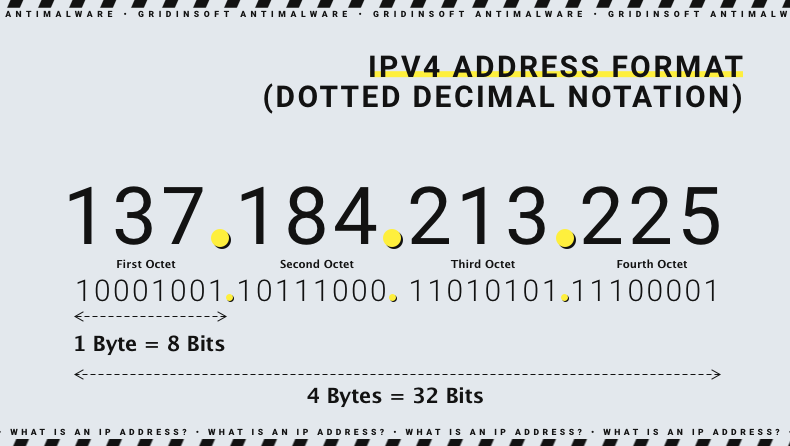 ANTIMALWARE • GRIDINSOFT ANTIMALWARE • GRIDINSOFT ANTIMALWARE • GRIDINSOFT ANTIMALWARE • GRIDINSOFT ANTIMALW
IPV4 ADDRESS FORMAT
(DOTTED DECIMAL NOTATION)
137.184.213.225
First Octet Second Octet Third Octet Fourth Octet
10001001.10111000. 11010101.11100001
1 Byte = 8 Bits
4 Bytes = 32 Bits
• WHAT IS AN IP ADDRESS? • WHAT IS AN IP ADDRESS? • WHAT IS AN IP ADDRESS? • WHAT IS AN IP ADDRESS? •